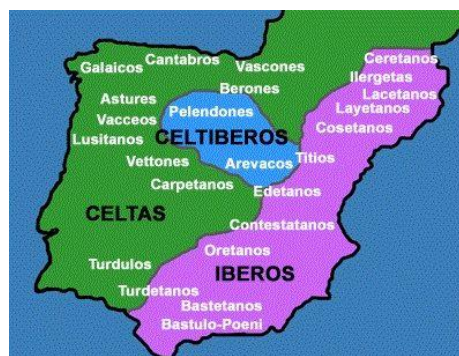 Galaicos
Cantabros
Vascones
Ceretanos
Ilergetas
Lacetanos
Layetanos
Cosetanos
Berones
Astures
Pelendones
Vacceos
Lusitanos
CELTIBEROS
Titios
Vettones
Arevacos
Carpetanos
Edetanos
CELTAS
Contestatanos
Oretanos
Turdulos
IBEROS
Turdetanos
Bastetanos
Bastulo-Poeni